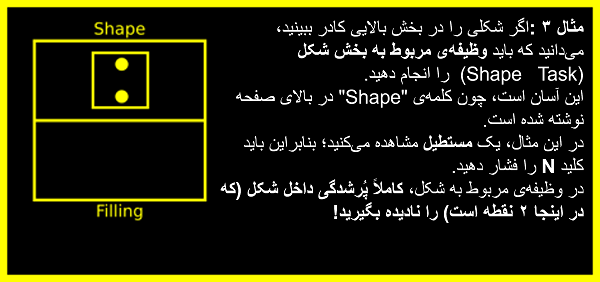 Shape
Filling
مثال ۳ :اگر شکلی را در بخش بالایی کادر ببینید،
می‌دانید که باید وظیفه‌ی مربوط به بخش شکل
(Shape Task) را انجام دهید.
این آسان است، چون کلمه‌ی "Shape" در بالای صفحه
نوشته شده است.
در این مثال، یک مستطیل مشاهده می‌کنید؛ بنابراین باید
کلید N را فشار دهید.
در وظیفه‌ی مربوط به شکل، کاملاً پُرشدگی داخل شکل (که
در اینجا ۲ نقطه است) را نادیده بگیرید!